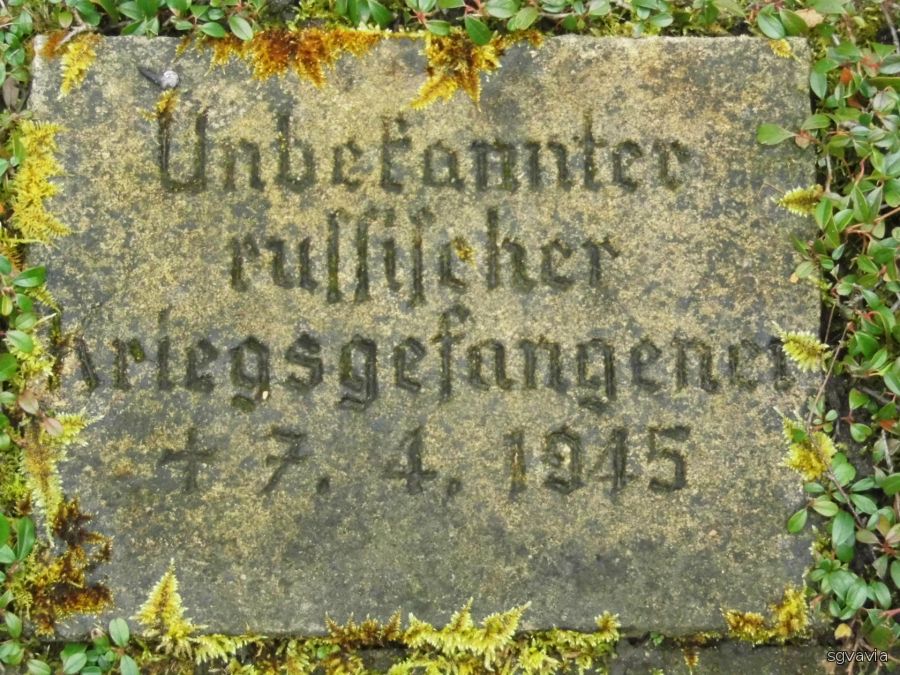 Unbekannter
ruſſiſcher
Kriegsgefangener
+ 7. 4. 1945
sgvavia